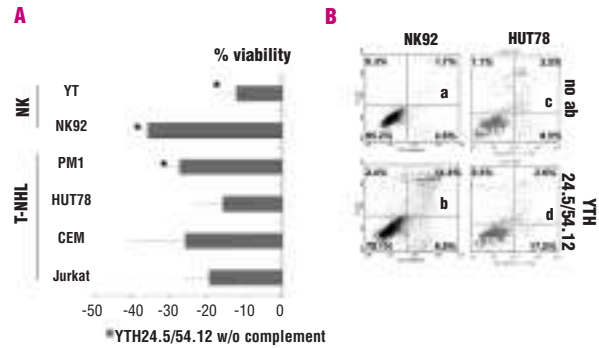 A
% viability
NK
YT
NK92
T-NHL
PM1
HUT78
CEM
Jurkat
-50 -40 -30 -20 -10 0
YTH24.5/54.12 w/o complement
B
NK92 HUT78
a
c
no ab
b
d
YTH
24.5/54.12